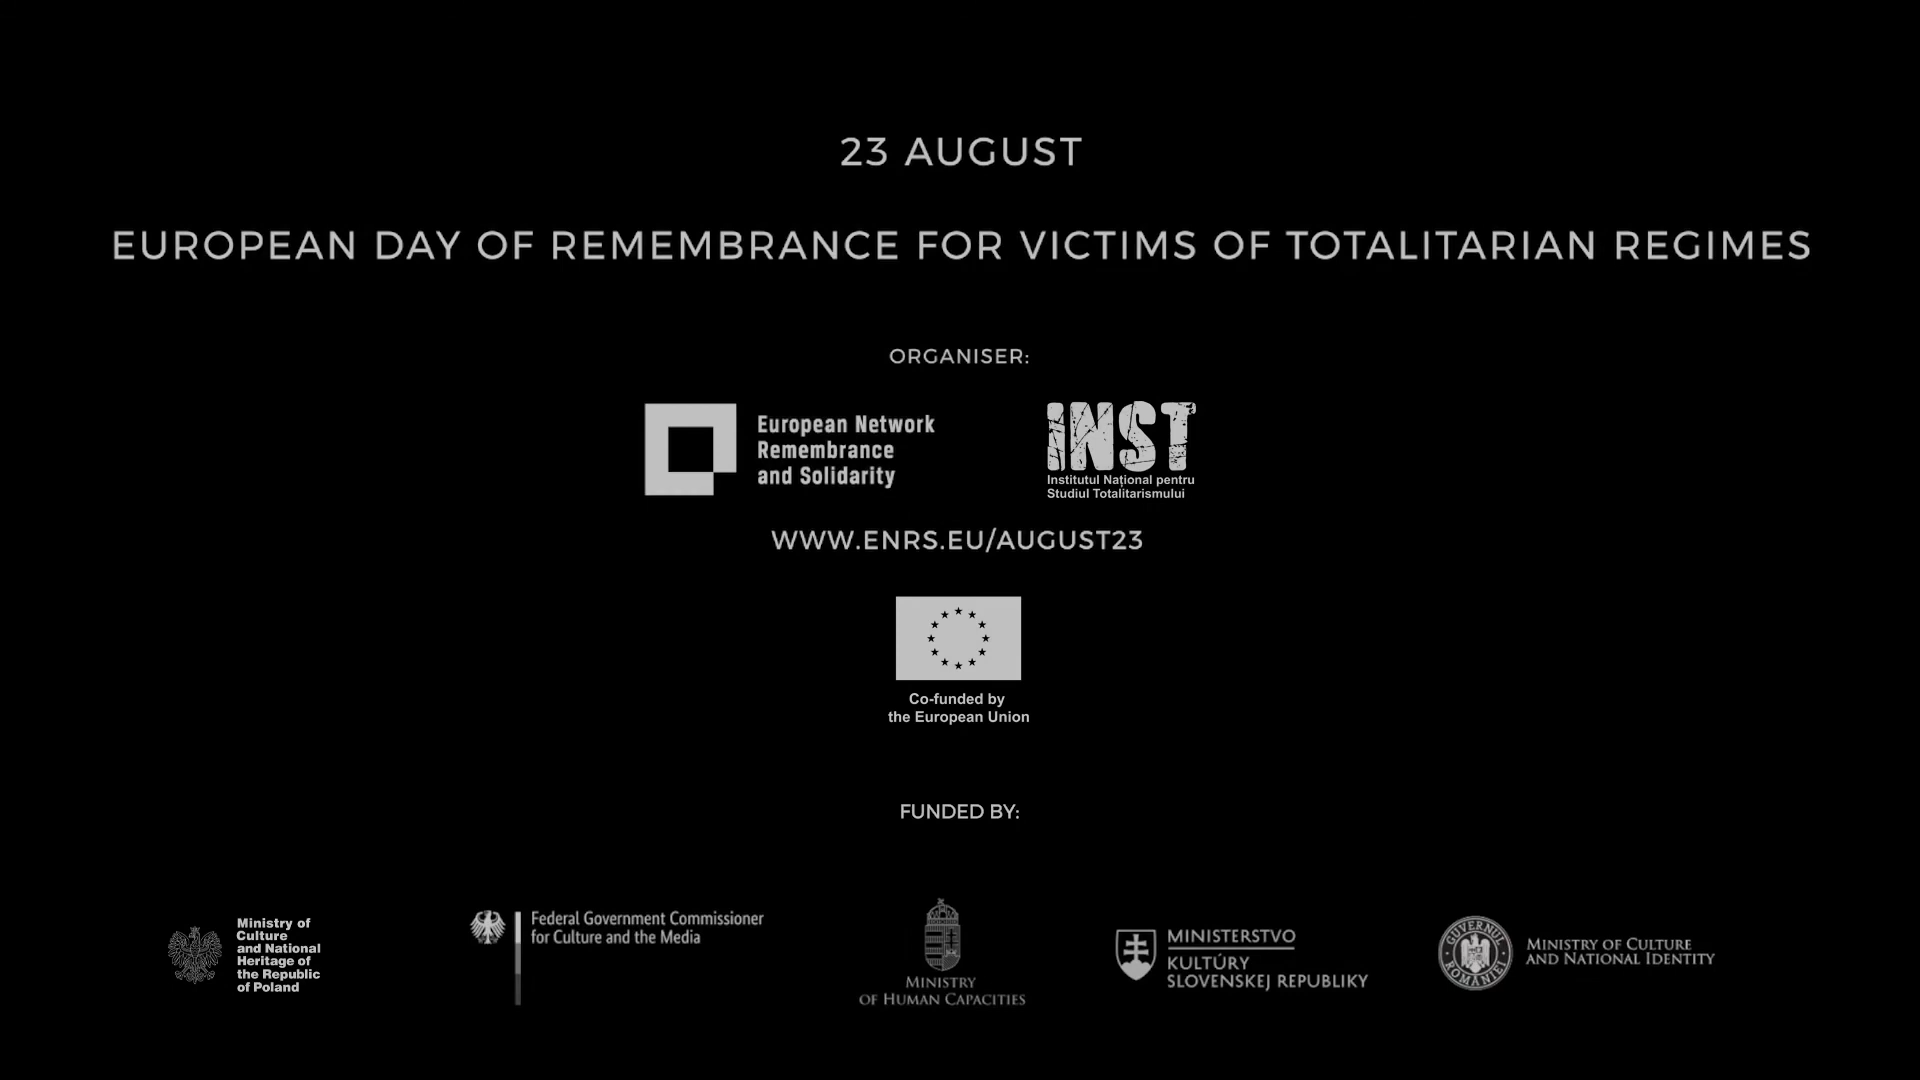 23 AUGUST
EUROPEAN DAY OF REMEMBRANCE FOR VICTIMS OF TOTALITARIAN REGIMES
ORGANISER:
European Network
Remembrance
and Solidarity
INST
Institutul Național pentru
Studiul Totalitarismului
WWW.ENRS.EU/AUGUST23
Co-funded by
the European Union
FUNDED BY:
Ministry of
Culture
and National
Heritage of
the Republic
of Poland
Federal Government Commissioner
for Culture and the Media
MINISTRY
OF HUMAN CAPACITIES
MINISTERSTVO
KULTÚRY
SLOVENSKEJ REPUBLIKY
GUVERNUL
ROMÂNIEI
MINISTRY OF CULTURE
AND NATIONAL IDENTITY